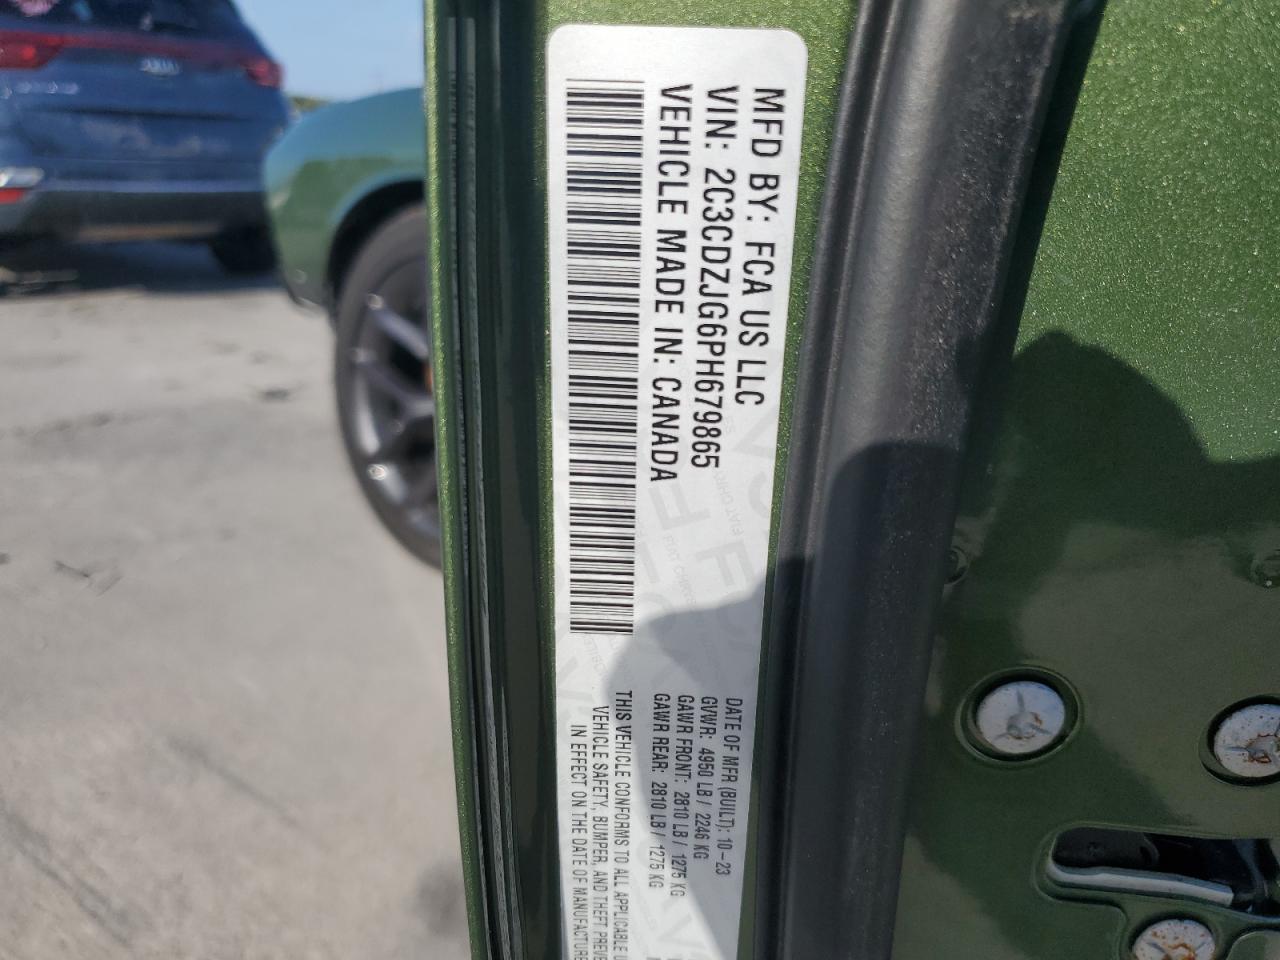 MFD BY: FCA US LLC
VIN: 2C3CDZJG6PH679865
VEHICLE MADE IN: CANADA
DATE OF MFR (BUILT): 10-23
GVWR: 4950 LB / 2246 KG
GAWR FRONT: 2810 LB / 1275 KG
GAWR REAR: 2810 LB / 1275 KG
THIS VEHICLE CONFORMS TO ALL APPLICABLE
VEHICLE SAFETY, BUMPER, AND THEFT
IN EFFECT ON THE DATE OF MANUFACTURE